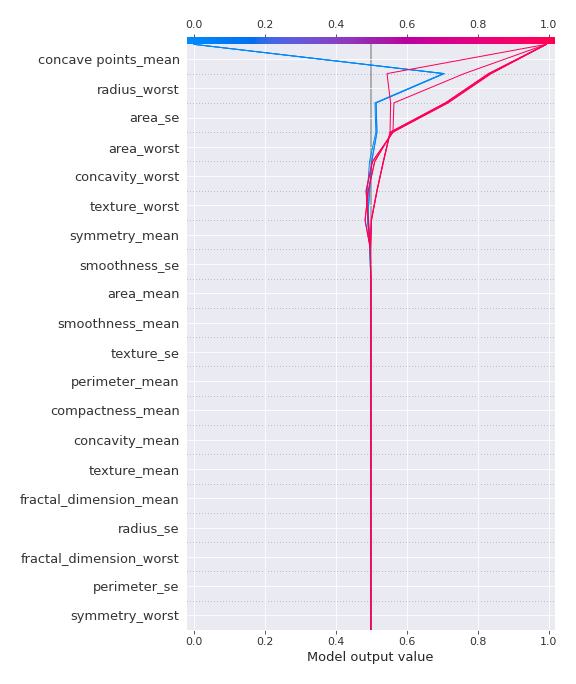 0.0 0.2 0.4 0.6 0.8 1.0
concave points_mean
radius_worst
area_se
area_worst
concavity_worst
texture_worst
symmetry_mean
smoothness_se
area_mean
smoothness_mean
texture_se
perimeter_mean
compactness_mean
concavity_mean
texture_mean
fractal_dimension_mean
radius_se
fractal_dimension_worst
perimeter_se
symmetry_worst
0.0 0.2 0.4 0.6 0.8 1.0
Model output value